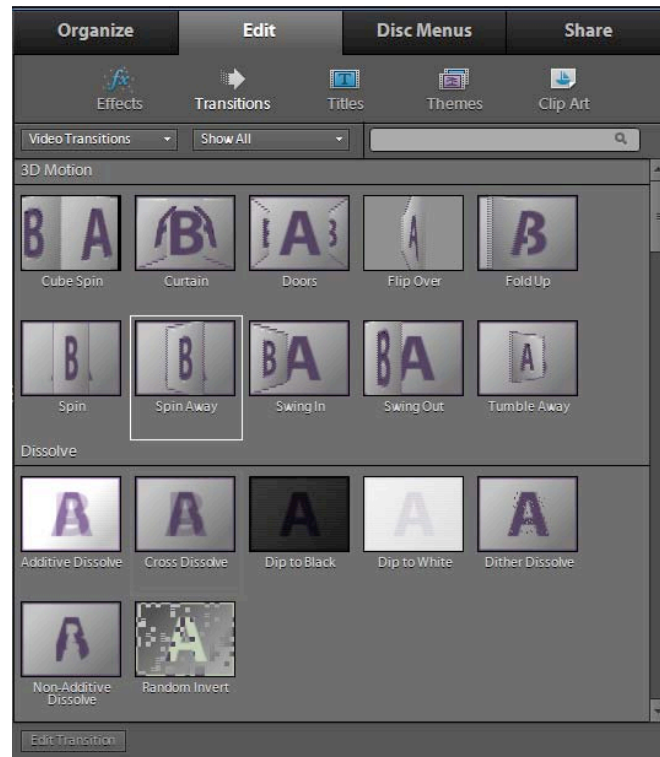 Organize Edit Disc Menus Share
Effects Transitions Titles Themes Clip Art
Video Transitions Show All
3D Motion
B A B A B A B B A
Cube Spin Curtain Doors Flip Over Fold Up
B B B A B A A
Spin Spin Away Swing In Swing Out Tumble Away
Dissolve
A A A A A
Additive Dissolve Cross Dissolve Dip to Black Dip to White Dither Dissolve
A A
Non-Additive Random Invert
Dissolve
Edit Transition